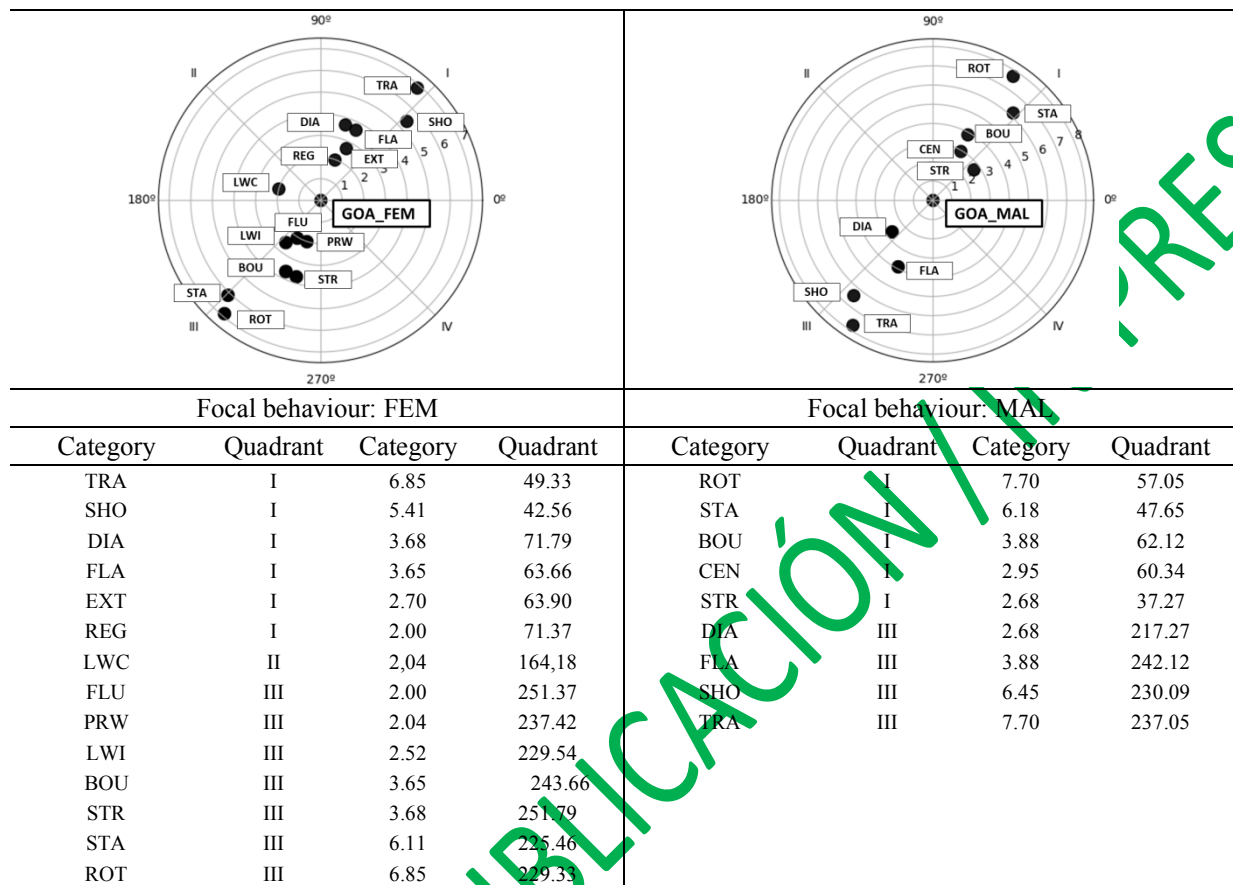 90º
90º
II
I
II
I
TRA
ROT
DIA
SHO
7
STA
FLA
6
BOU
8
REG
EXT
4
5
3
CEN
7
6
5
4
STR
3
2
1
LWC
1
2
180º
0º
180º
0º
GOA_FEM
GOA_MAL
FLU
LWI
PRW
DIA
BOU
STR
FLA
STA
SHO
ROT
TRA
III
IV
III
IV
270º
270º
Focal behaviour: FEM Focal behaviour: MAL
Category Quadrant Category Quadrant Category Quadrant Category Quadrant
TRA I 6.85 49.33 ROT I 7.70 57.05
SHO I 5.41 42.56 STA I 6.18 47.65
DIA I 3.68 71.79 BOU I 3.88 62.12
FLA I 3.65 63.66 CEN I 2.95 60.34
EXT I 2.70 63.90 STR I 2.68 37.27
REG I 2.00 71.37 DIA III 2.68 217.27
LWC II 2,04 164,18 FLA III 3.88 242.12
FLU III 2.00 251.37 SHO III 6.45 230.09
PRW III 2.04 237.42 TRA III 7.70 237.05
LWI III 2.52 229.54
BOU III 3.65 243.66
STR III 3.68 251.79
STA III 6.11 225.46
ROT III 6.85 229.33